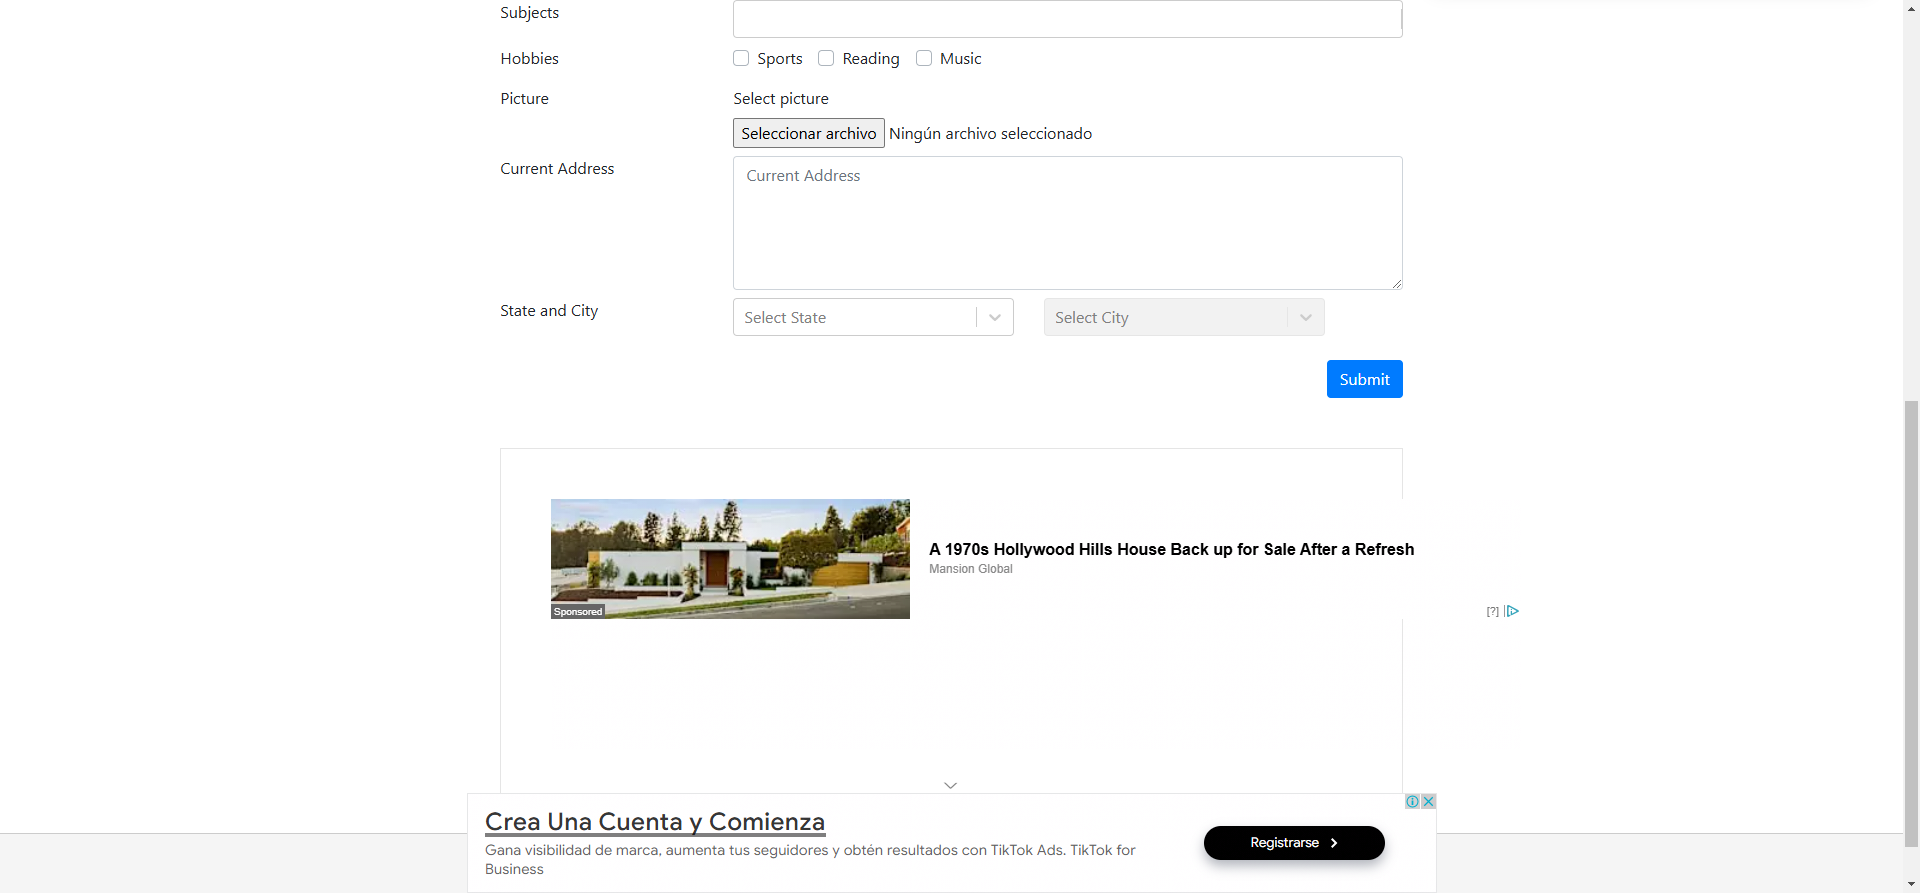 Subjects
Hobbies
Sports Reading Music
Picture
Select picture
Seleccionar archivo Ningún archivo seleccionado
Current Address
Current Address
State and City
Select State
Select City
Submit
Sponsored
A 1970s Hollywood Hills House Back up for Sale After a Refresh
Mansion Global
[?]
Crea Una Cuenta y Comienza
Gana visibilidad de marca, aumenta tus seguidores y obtén resultados con TikTok Ads. TikTok for
Business
Registrarse